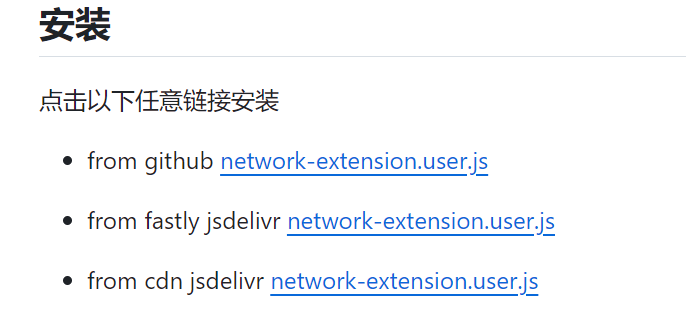 安装
点击以下任意链接安装
from github network-extension.user.js
from fastly jsdelivr network-extension.user.js
from cdn jsdelivr network-extension.user.js